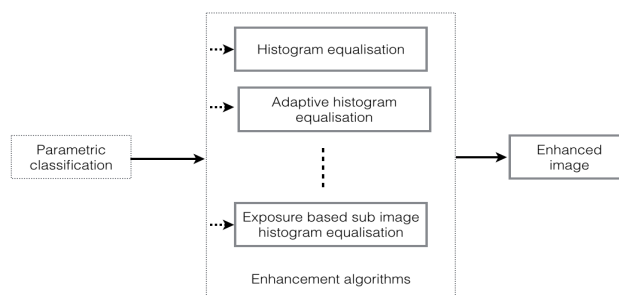 Histogram equalisation
Adaptive histogram
equalisation
Parametric
classification
Enhanced
image
Exposure based sub image
histogram equalisation
Enhancement algorithms